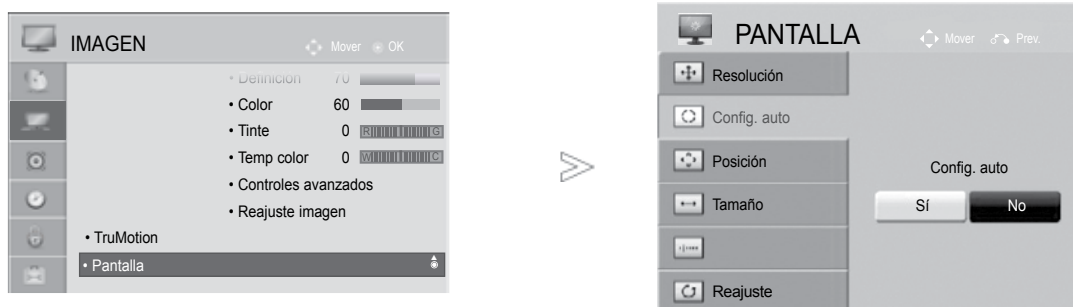 IMAGEN
Mover OK
• Definición 70
• Color 60
• Tinte 0 R G
• Temp color 0 W C
• Controles avanzados
• Reajuste imagen
• TruMotion
• Pantalla
PANTALLA
Mover Prev.
Resolución
Config. auto
Posición
Tamaño
Reajuste
Config. auto
Sí No